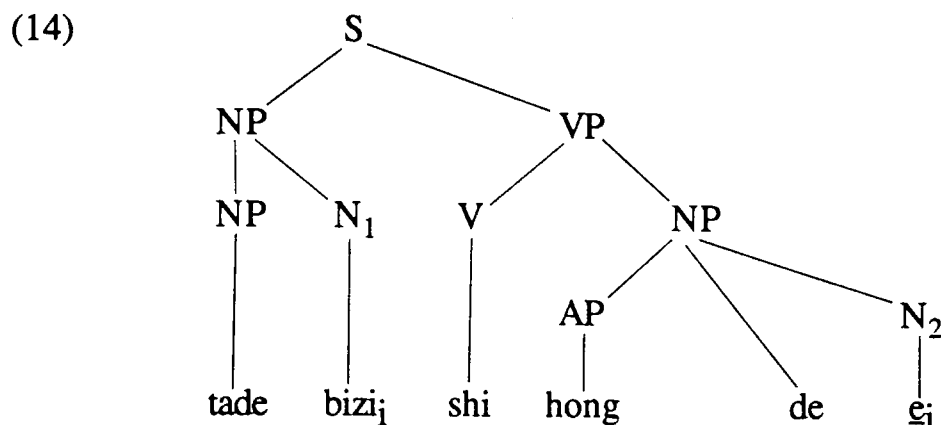 (14) S
NP VP
NP N₁ V NP
AP N₂
tade biziᵢ shi hong de eᵢ